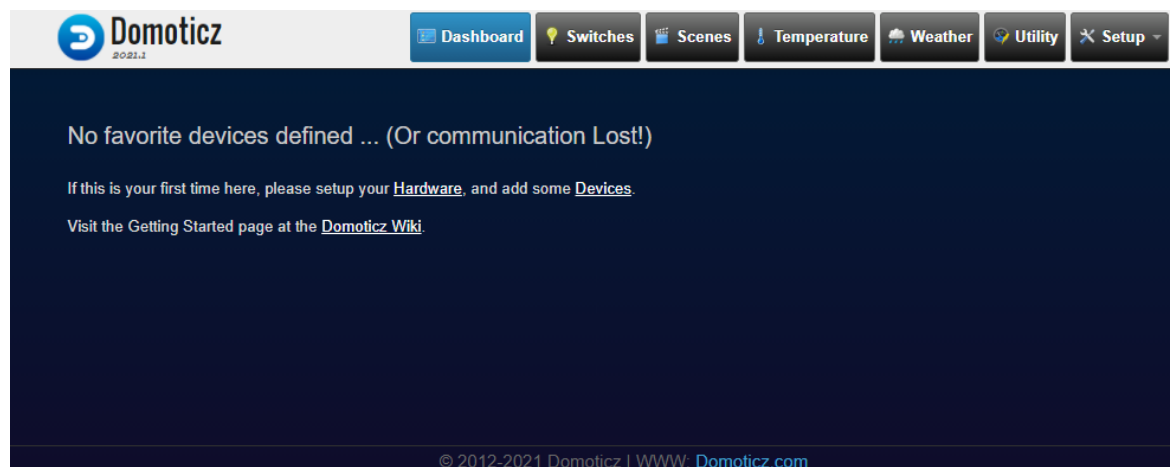 Domoticz
2021.1
Dashboard Switches Scenes Temperature Weather Utility Setup
No favorite devices defined ... (Or communication Lost!)
If this is your first time here, please setup your Hardware, and add some Devices.
Visit the Getting Started page at the Domoticz Wiki.
© 2012-2021 Domoticz | WWW: Domoticz.com